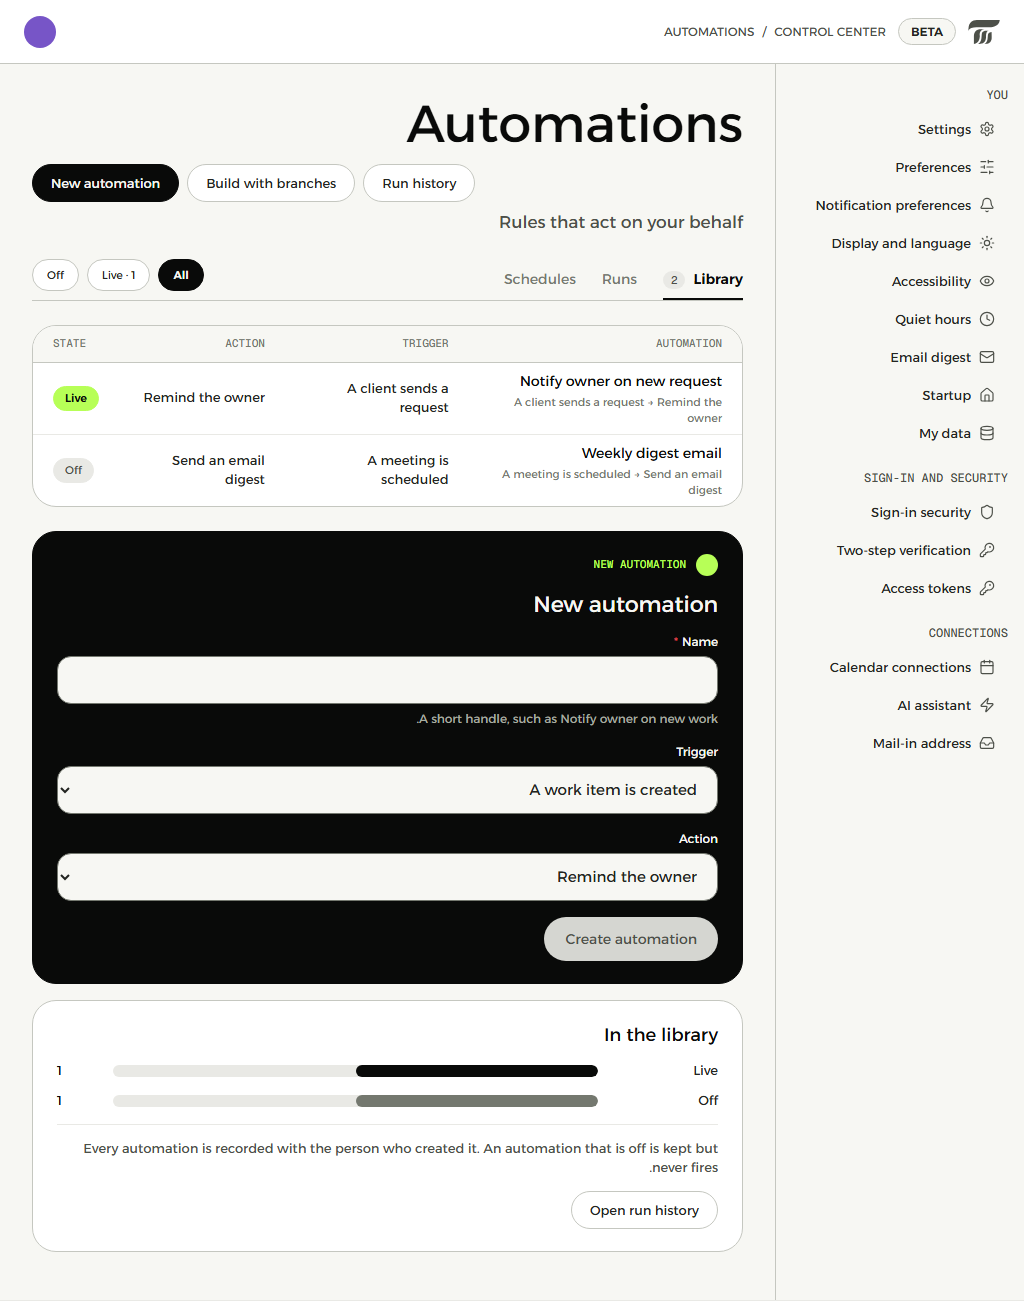 BETA
AUTOMATIONS / CONTROL CENTER
YOU
Settings
Preferences
Notification preferences
Display and language
Accessibility
Quiet hours
Email digest
Startup
My data
SIGN-IN AND SECURITY
Sign-in security
Two-step verification
Access tokens
CONNECTIONS
Calendar connections
AI assistant
Mail-in address
Automations
New automation
Build with branches
Run history
Rules that act on your behalf
Library 2
Runs
Schedules
All
Live · 1
Off
AUTOMATION
TRIGGER
ACTION
STATE
Notify owner on new request
A client sends a request → Remind the
owner
A client sends a
request
Remind the owner
Live
Weekly digest email
A meeting is scheduled → Send an email
digest
A meeting is
scheduled
Send an email
digest
Off
NEW AUTOMATION
New automation
Name *
.A short handle, such as Notify owner on new work
Trigger
A work item is created
Action
Remind the owner
Create automation
In the library
Live 1
Off 1
Every automation is recorded with the person who created it. An automation that is off is kept but
.never fires
Open run history